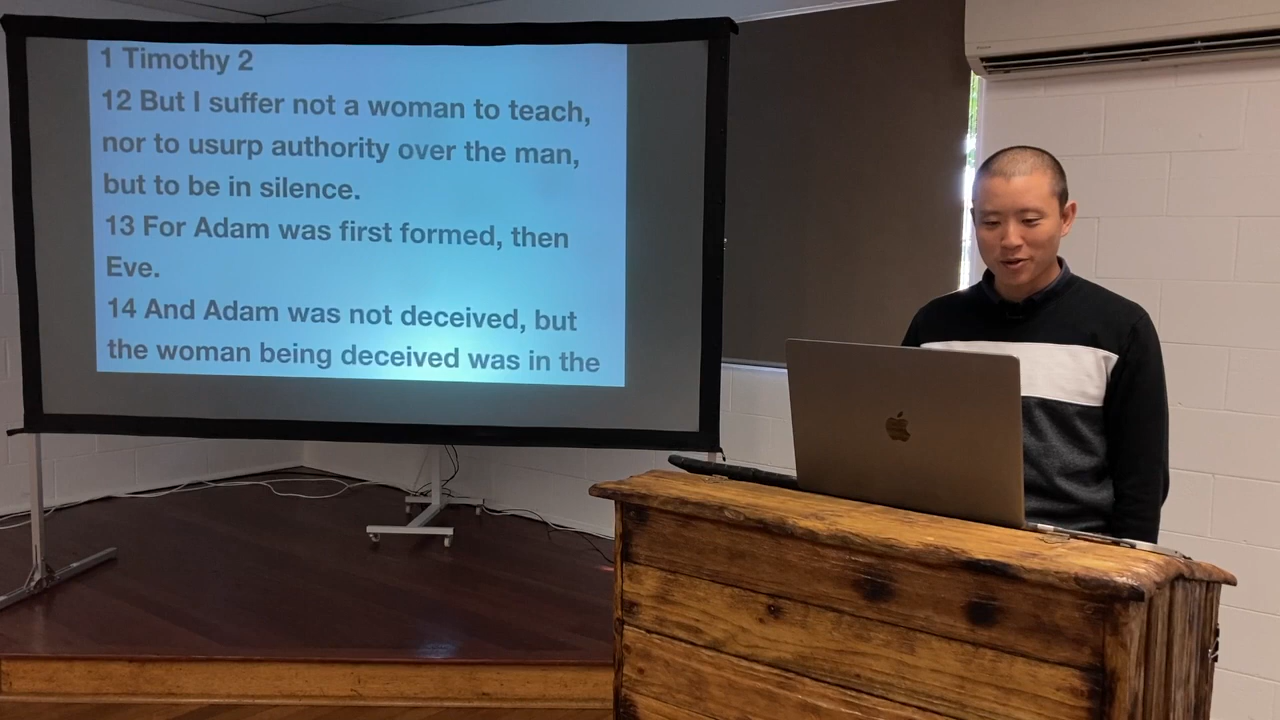 1 Timothy 2
12 But I suffer not a woman to teach,
nor to usurp authority over the man,
but to be in silence.
13 For Adam was first formed, then
Eve.
14 And Adam was not deceived, but
the woman being deceived was in the